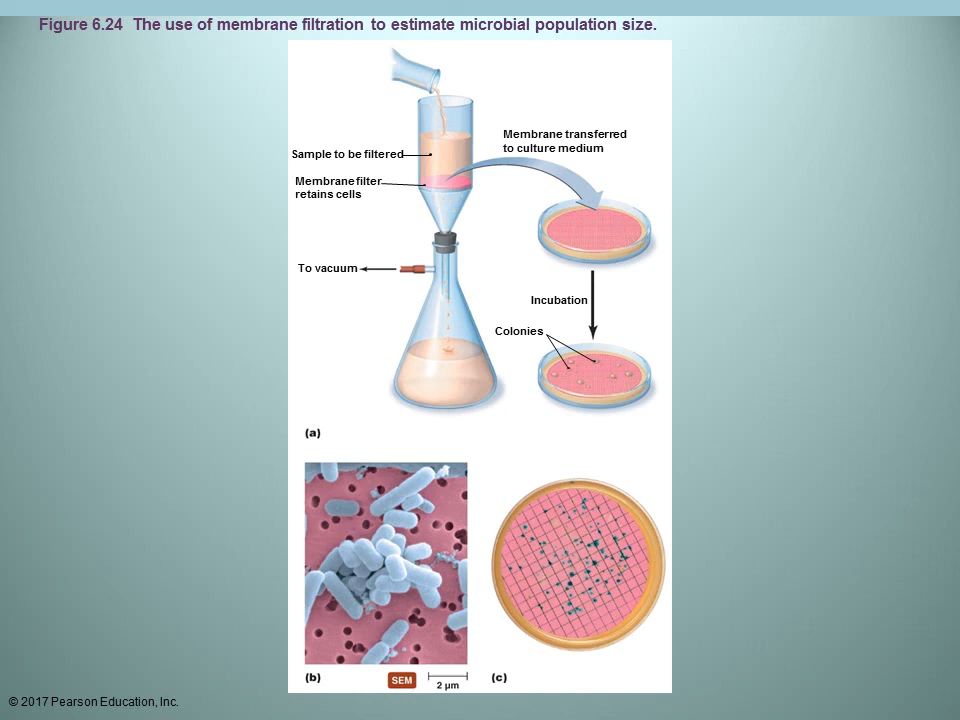 Figure 6.24 The use of membrane filtration to estimate microbial population size.
Membrane transferred
to culture medium
Sample to be filtered
Membrane filter
retains cells
To vacuum
Incubation
Colonies
(a)
(b)
SEM
2 μm
(c)
© 2017 Pearson Education, Inc.